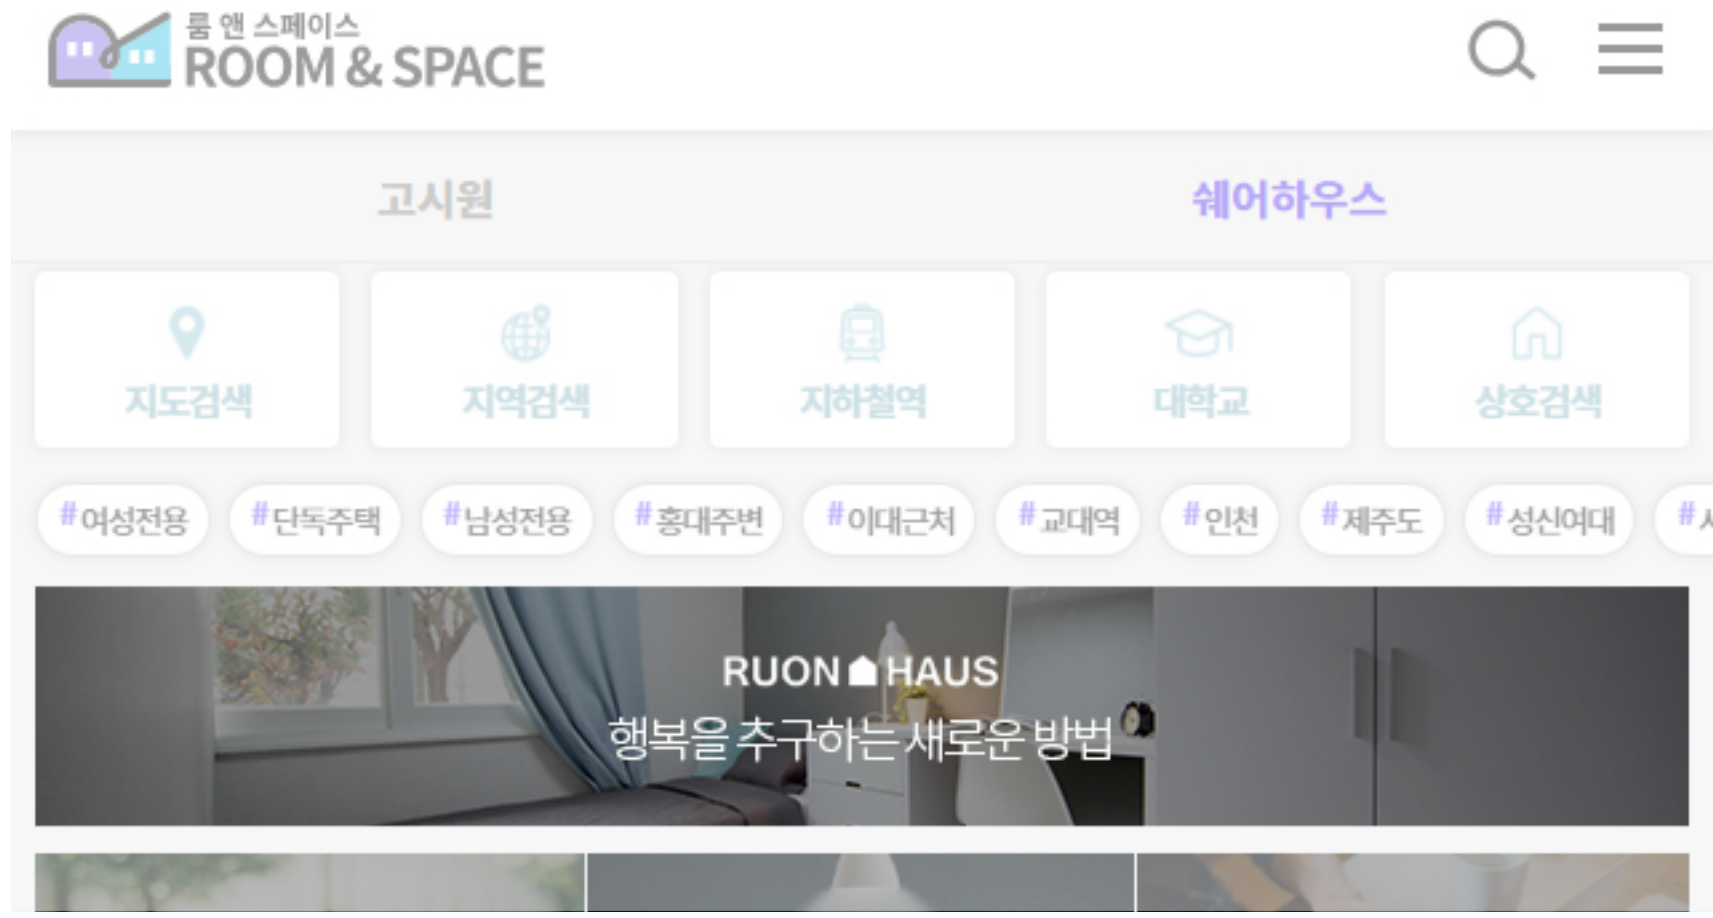 룸 앤 스페이스
ROOM & SPACE
고시원 쉐어하우스
지도검색 지역검색 지하철역 대학교 상호검색
#여성전용 #단독주택 #남성전용 #홍대주변 #이대근처 #교대역 #인천 #제주도 #성신여대 #
RUON HAUS
행복을 추구하는 새로운 방법